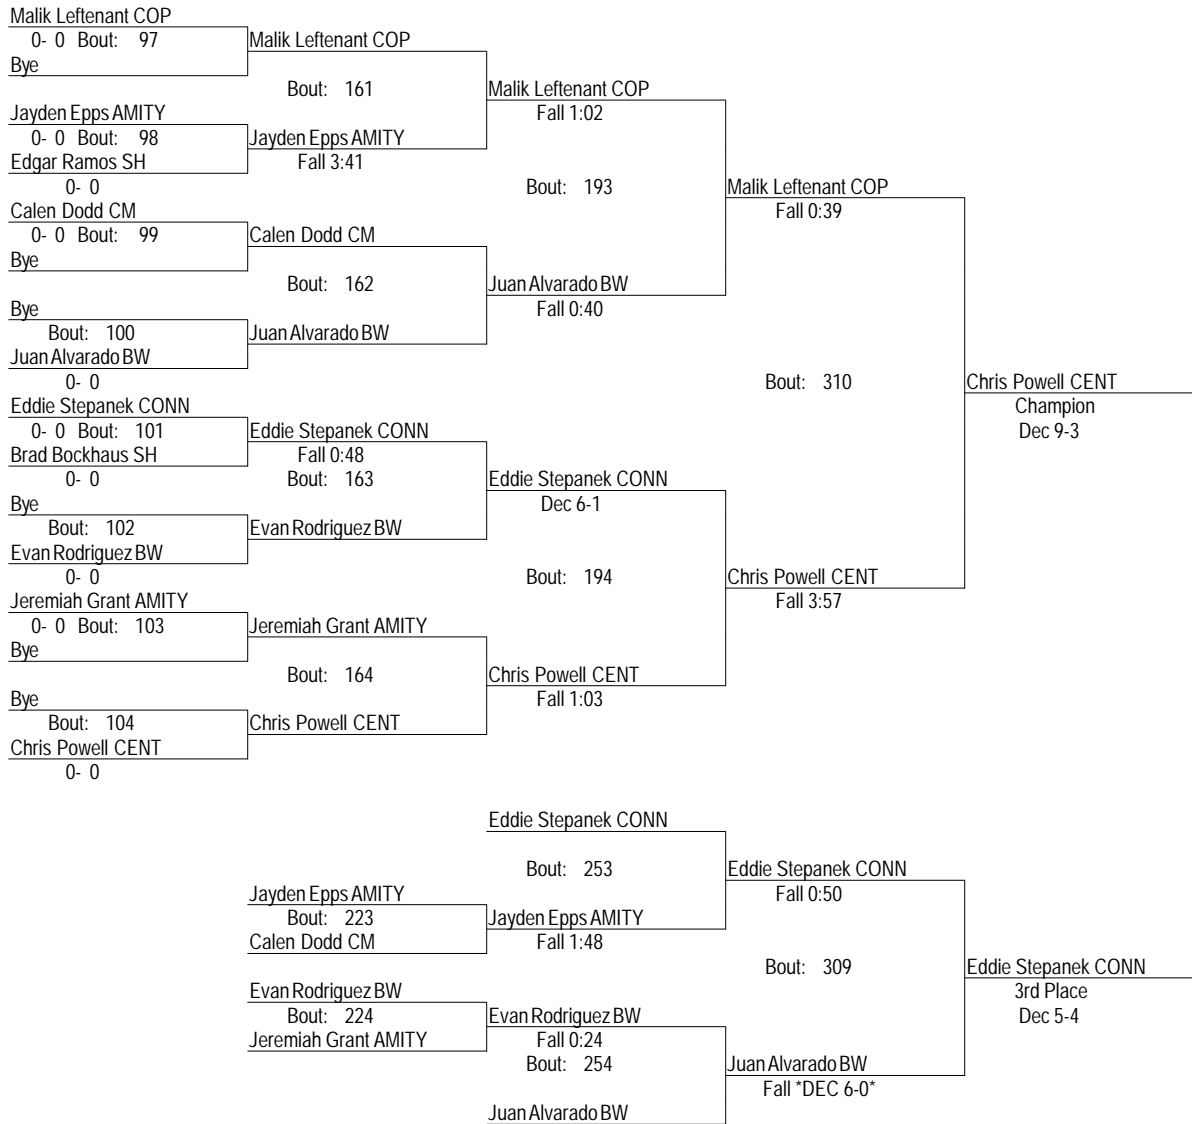 Malik Leftenant COP
0- 0 Bout: 97
Malik Leftenant COP
Bye
Bout: 161
Malik Leftenant COP
Jayden Epps AMITY
Fall 1:02
0- 0 Bout: 98
Jayden Epps AMITY
Edgar Ramos SH
Fall 3:41
0- 0
Bout: 193
Malik Leftenant COP
Calen Dodd CM
Fall 0:39
0- 0 Bout: 99
Calen Dodd CM
Bye
Bout: 162
Juan Alvarado BW
Bye
Fall 0:40
Bout: 100
Juan Alvarado BW
Juan Alvarado BW
0- 0
Bout: 310
Chris Powell CENT
Eddie Stepanek CONN
Champion
0- 0 Bout: 101
Eddie Stepanek CONN
Dec 9-3
Brad Bockhaus SH
Fall 0:48
0- 0
Bout: 163
Eddie Stepanek CONN
Bye
Dec 6-1
Bout: 102
Evan Rodriguez BW
Evan Rodriguez BW
0- 0
Bout: 194
Chris Powell CENT
Jeremiah Grant AMITY
Fall 3:57
0- 0 Bout: 103
Jeremiah Grant AMITY
Bye
Bout: 164
Chris Powell CENT
Bye
Fall 1:03
Bout: 104
Chris Powell CENT
Chris Powell CENT
0- 0
Eddie Stepanek CONN
Bout: 253
Eddie Stepanek CONN
Jayden Epps AMITY
Fall 0:50
Bout: 223
Jayden Epps AMITY
Calen Dodd CM
Fall 1:48
Bout: 309
Eddie Stepanek CONN
Evan Rodriguez BW
3rd Place
Bout: 224
Evan Rodriguez BW
Dec 5-4
Jeremiah Grant AMITY
Fall 0:24
Bout: 254
Juan Alvarado BW
Fall *DEC 6-0*
Juan Alvarado BW